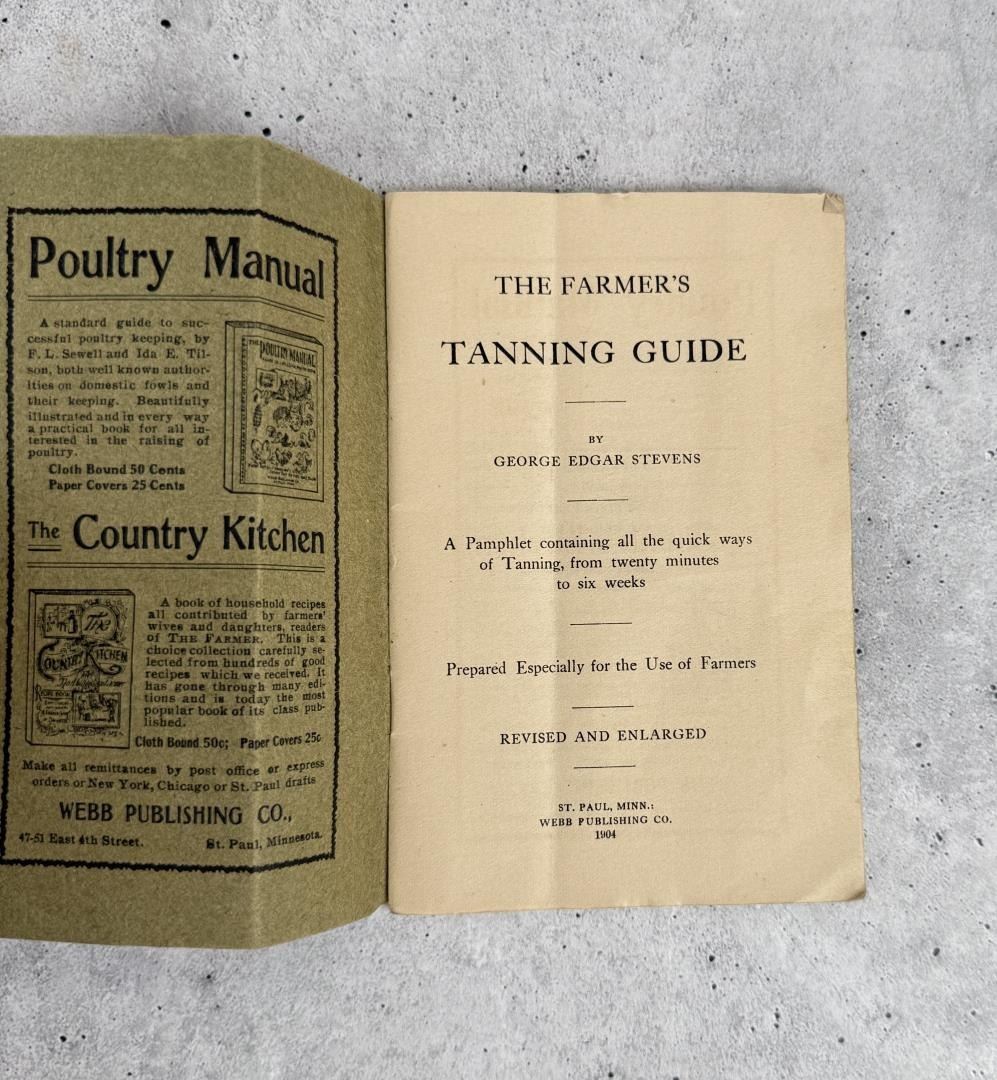 Poultry Manual
A standard guide to suc-
cessful poultry keeping, by
F. L. Sewell and Ida E. Til-
son, both well known author-
ities on domestic fowls and
their keeping. Beautifully
illustrated and in every way
a practical book for all in-
terested in the raising of
poultry.
Cloth Bound 50 Cents
Paper Covers 25 Cents
THE POULTRY MANUAL
The Country Kitchen
The
COUNTRY KITCHEN
A book of household recipes
all contributed by farmers'
wives and daughters, readers
of THE FARMER. This is a
choice collection carefully se-
lected from hundreds of good
recipes which we received. It
has gone through many edi-
tions and is today the most
popular book of its class pub-
lished.
Cloth Bound 50c; Paper Covers 25c
Make all remittances by post office or express
orders or New York, Chicago or St. Paul drafts
WEBB PUBLISHING CO.,
47-51 East 4th Street. St. Paul, Minnesota.
THE FARMER'S
TANNING GUIDE
BY
GEORGE EDGAR STEVENS
A Pamphlet containing all the quick ways
of Tanning, from twenty minutes
to six weeks
Prepared Especially for the Use of Farmers
REVISED AND ENLARGED
ST. PAUL, MINN.:
WEBB PUBLISHING CO.
1904